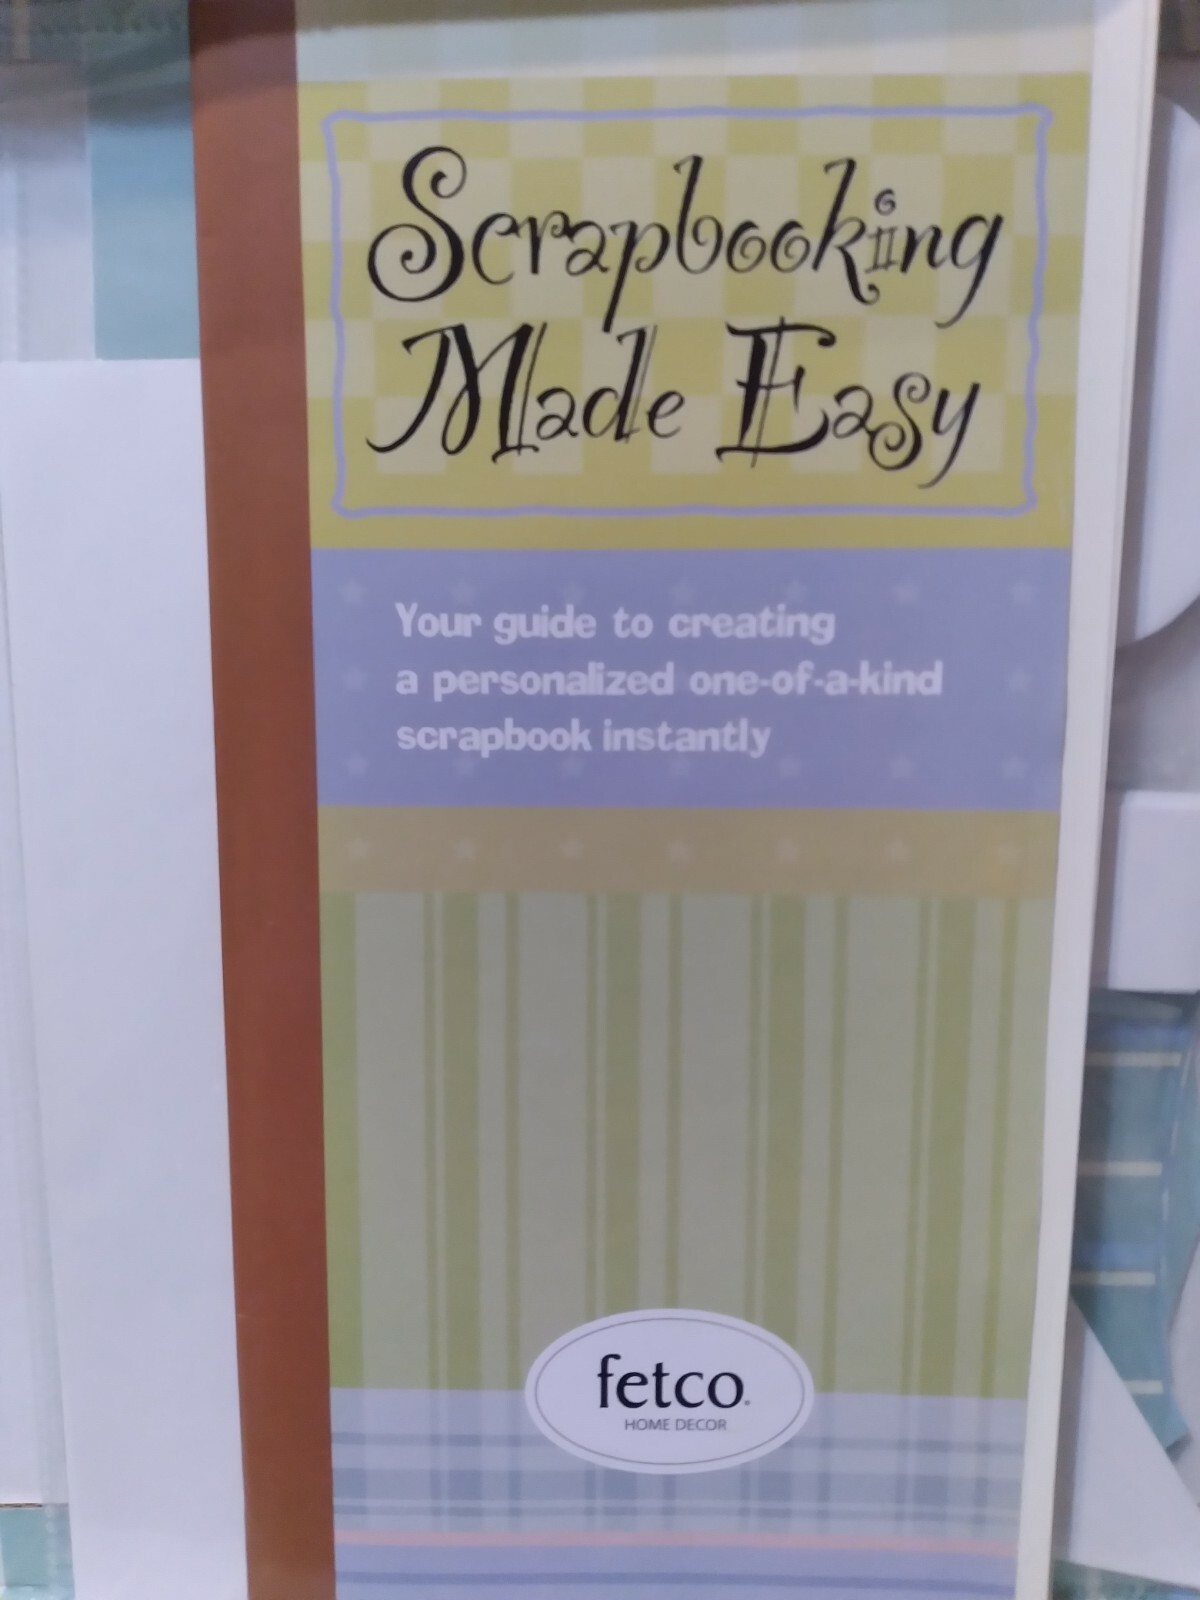 Scrapbooking
Made Easy
Your guide to creating
a personalized one-of-a-kind
scrapbook instantly
fetco®
HOME DECOR